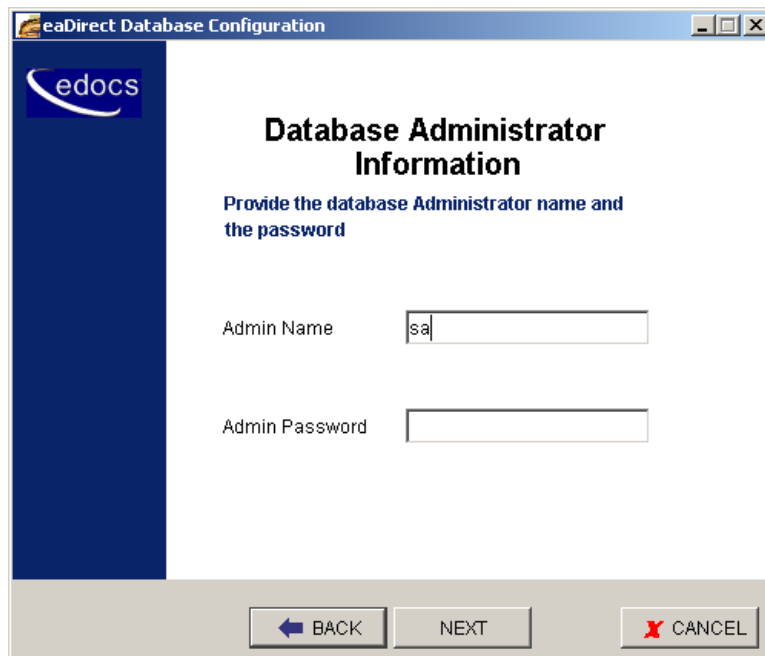 eaDirect Database Configuration
edocs
Database Administrator
Information
Provide the database Administrator name and
the password
Admin Name
sa
Admin Password
BACK
NEXT
CANCEL